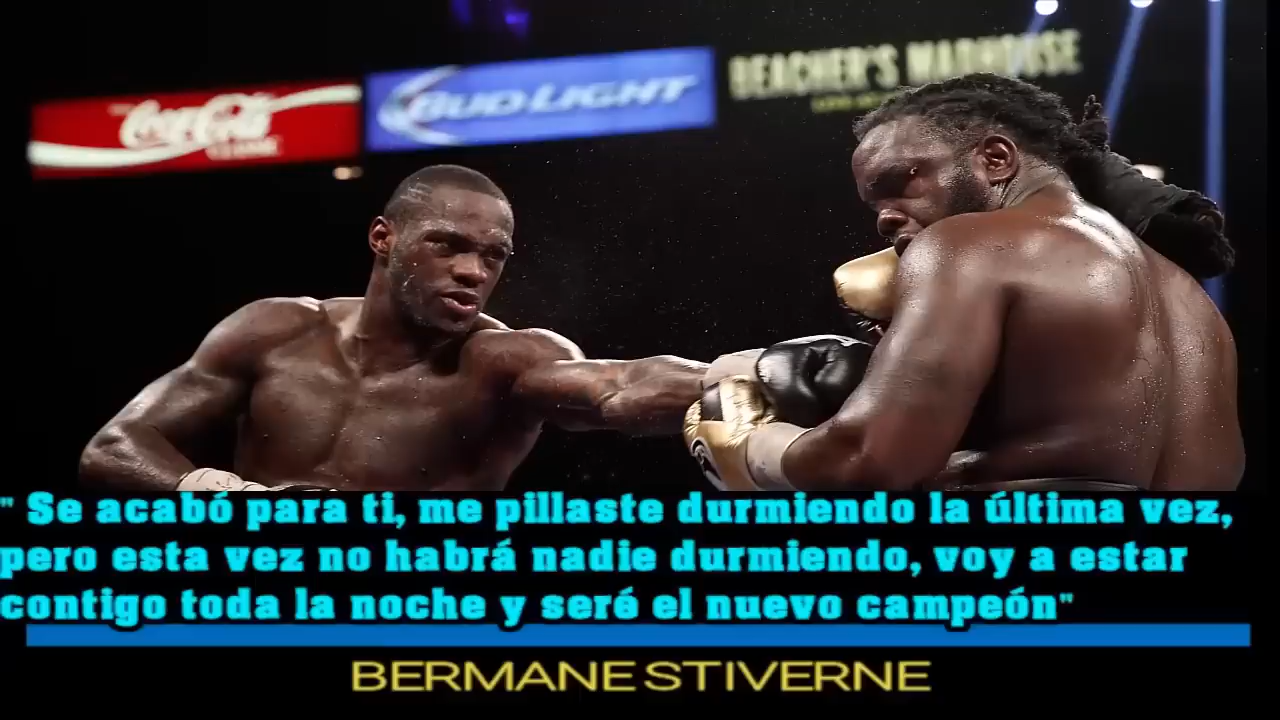 Coca-Cola
CLASSIC
BUD LIGHT
BEACHER'S MADHOUSE
" Se acabó para ti, me pillaste durmiendo la última vez,
pero esta vez no habrá nadie durmiendo, voy a estar
contigo toda la noche y seré el nuevo campeón"
BERMANE STIVERNE